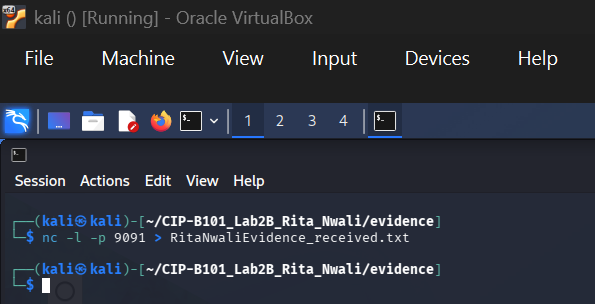 kali () [Running] - Oracle VirtualBox
File Machine View Input Devices Help
1 2 3 4
Session Actions Edit View Help
┌──(kali㉿kali)-[~/CIP-B101_Lab2B_Rita_Nwali/evidence]
└─$ nc -l -p 9091 > RitaNwaliEvidence_received.txt
┌──(kali㉿kali)-[~/CIP-B101_Lab2B_Rita_Nwali/evidence]
└─$